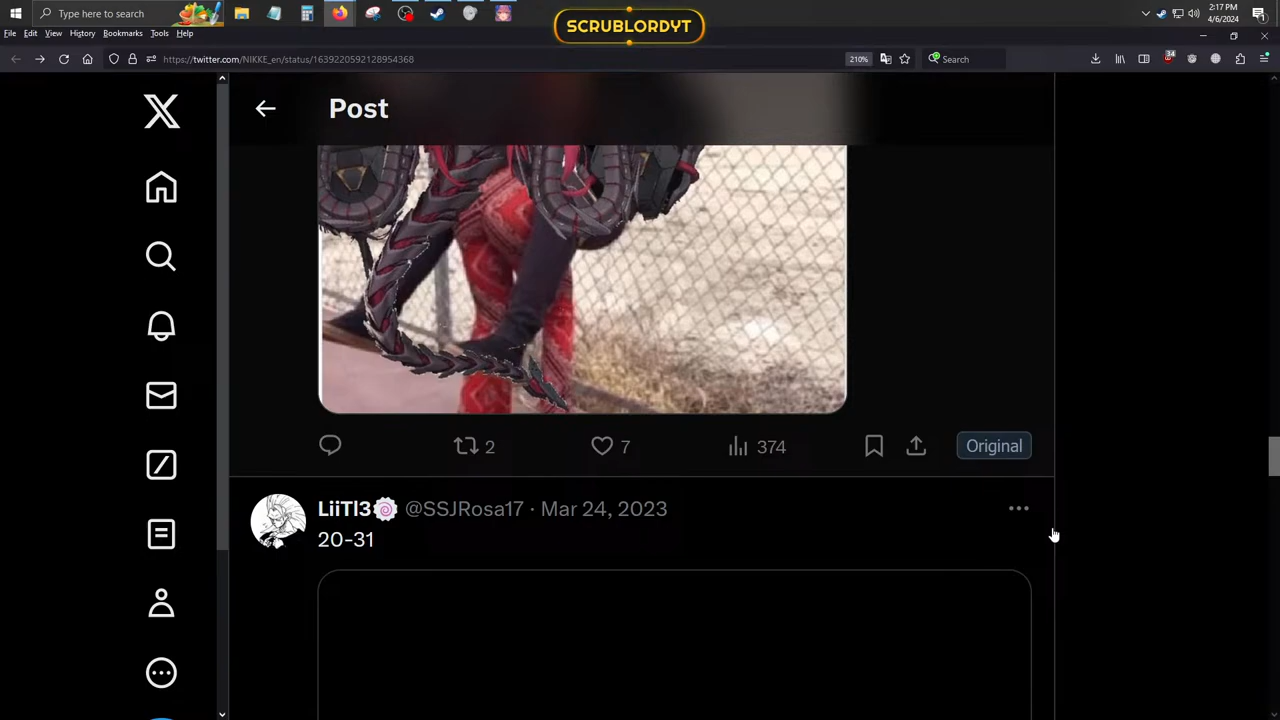 Type here to search
SCRUBLORDYT
2:17 PM
4/6/2024
1
File Edit View History Bookmarks Tools Help
https://twitter.com/NIKKE_en/status/1639220592128954368
210%
Search
34
Post
2
7
374
Original
LiiTl3 @SSJRosa17 · Mar 24, 2023
20-31